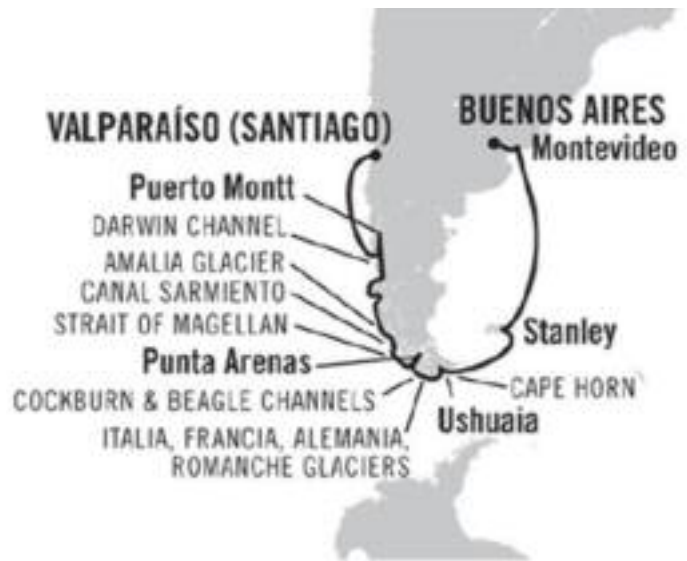 VALPARAÍSO (SANTIAGO)
BUENOS AIRES
Montevideo
Puerto Montt
DARWIN CHANNEL
AMALIA GLACIER
CANAL SARMIENTO
STRAIT OF MAGELLAN
Punta Arenas
Stanley
COCKBURN & BEAGLE CHANNELS
CAPE HORN
Ushuaia
ITALIA, FRANCIA, ALEMANIA,
ROMANCHE GLACIERS